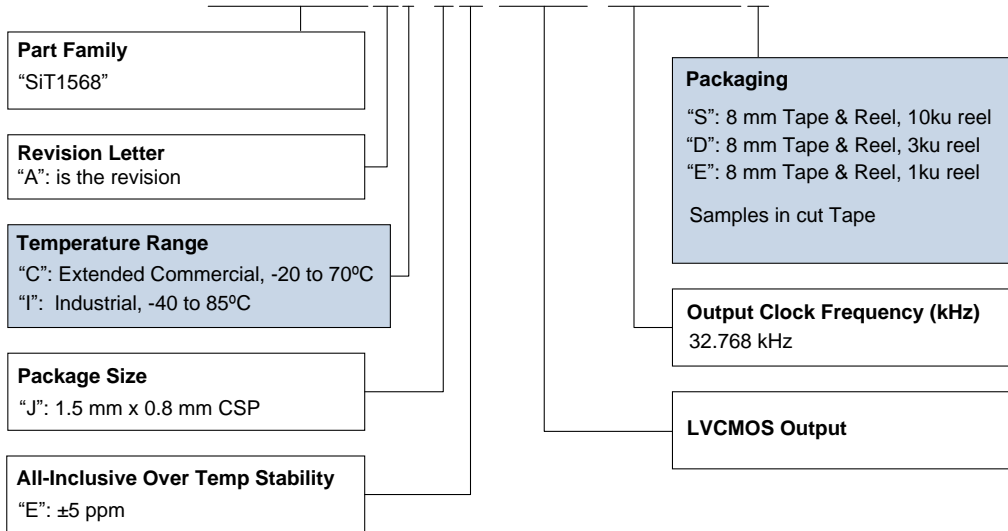 Part Family
“SiT1568”
Revision Letter
“A”: is the revision
Temperature Range
“C”: Extended Commercial, -20 to 70ºC
“I”: Industrial, -40 to 85ºC
Package Size
“J”: 1.5 mm x 0.8 mm CSP
All-Inclusive Over Temp Stability
“E”: ±5 ppm
Packaging
“S”: 8 mm Tape & Reel, 10ku reel
“D”: 8 mm Tape & Reel, 3ku reel
“E”: 8 mm Tape & Reel, 1ku reel
Samples in cut Tape
Output Clock Frequency (kHz)
32.768 kHz
LVCMOS Output